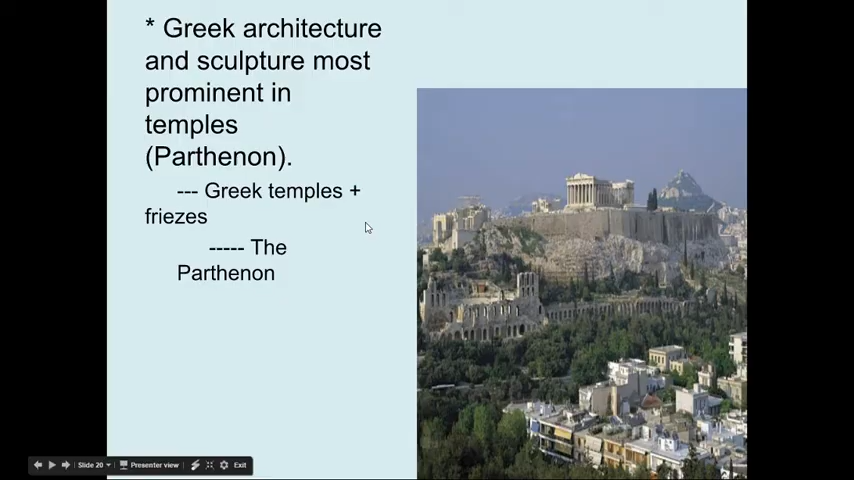 * Greek architecture
and sculpture most
prominent in
temples
(Parthenon).
--- Greek temples +
friezes
----- The
Parthenon
Slide 20
Presenter view
Exit